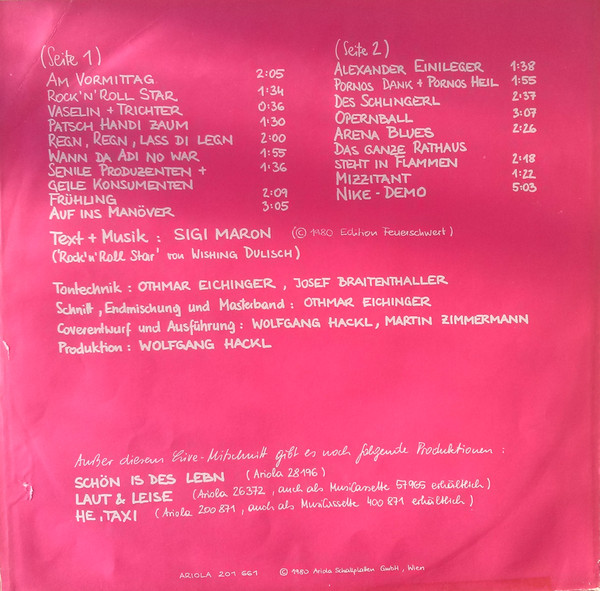 (Seite 1)
AM VORMITTAG 2:05
ROCK'N'ROLL STAR 1:34
VASELIN + TRICHTER 0:36
PATSCH HANDI ZAUM 1:30
REGN, REGN, LASS DI LEGN 2:00
WANN DA ADI NO WAR 1:55
SENILE PRODUZENTEN + 1:36
GEILE KONSUMENTEN
FRÜHLING 2:09
AUF INS MANÖVER 3:05
(Seite 2)
ALEXANDER EINILEGER 1:38
PORNOS DANK + PORNOS HEIL 1:55
DES SCHLINGERL 2:37
OPERNBALL 3:07
ARENA BLUES 2:26
DAS GANZE RATHAUS
STEHT IN FLAMMEN 2:18
MIZZITANT 1:22
NIKE-DEMO 5:03
Text + Musik : SIGI MARON (© 1980 Edition Feuerschwert)
('Rock'n'Roll Star' von WISHING DULISCH)
Tontechnik : OTHMAR EICHINGER , JOSEF BRAITENTHALLER
Schnitt, Endmischung und Masterband : OTHMAR EICHINGER
Coverentwurf und Ausführung : WOLFGANG HACKL, MARTIN ZIMMERMANN
Produktion : WOLFGANG HACKL
Außer diesem Live-Mitschnitt gibt es noch folgende Produktionen :
SCHÖN IS DES LEBN (Ariola 28196)
LAUT & LEISE (Ariola 26372, auch als MusiCassette 57965 erhältlich)
HE, TAXI (Ariola 200 871, auch als MusiCassette 400 871 erhältlich)
ARIOLA 201 661 © 1980 Ariola Schallplatten GmbH, Wien